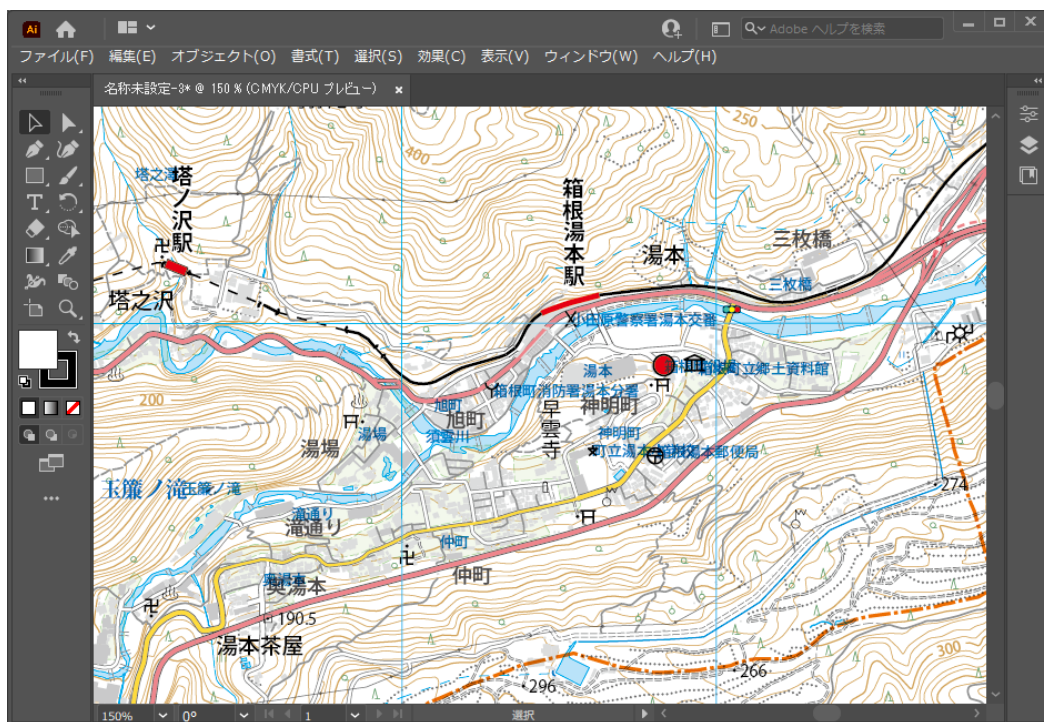 Ai
Adobe ヘルプを検索
ファイル(F) 編集(E) オブジェクト(O) 書式(T) 選択(S) 効果(C) 表示(V) ウィンドウ(W) ヘルプ(H)
名称未設定-3* @ 150 % (CMYK/CPU プレビュー) ×
400
250
塔ノ沢駅
箱根湯本駅
湯本
三枚橋
三枚橋
塔之沢
小田原警察署湯本交番
湯本
箱根町立郷土資料館
200
旭町
旭町
箱根町消防署湯本分署
神明町
早雲寺
神明町
湯場
湯場
須雲川
湯本郵便局
玉簾ノ滝
玉簾ノ滝
274
滝通り
滝通り
仲町
仲町
奥湯本
190.5
湯本茶屋
300
266
296
150%
0°
1
選択